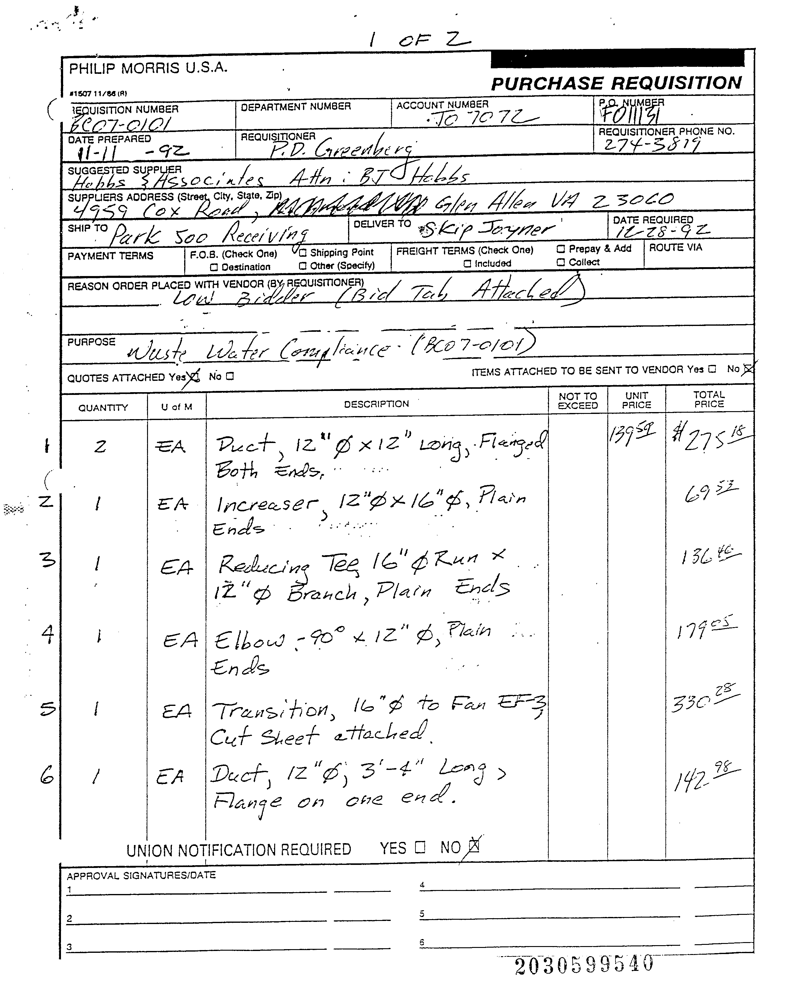 1 OF 2
PHILIP MORRIS U.S.A.
#1507 11/86 (R)
PURCHASE REQUISITION
REQUISITION NUMBER DEPARTMENT NUMBER ACCOUNT NUMBER P.O. NUMBER
BC07-0101 JO 7072 F01131
DATE PREPARED REQUISITIONER REQUISITIONER PHONE NO.
11-11 -92 P.D. Greenberg 274-3819
SUGGESTED SUPPLIER
Hobbs & Associates Attn: BJ Hobbs
SUPPLIERS ADDRESS (Street, City, State, Zip)
4959 Cox Road, Glen Allen VA 23060
SHIP TO Park 500 Receiving DELIVER TO Skip Joyner DATE REQUIRED 12-28-92
PAYMENT TERMS F.O.B. (Check One) ☐ Shipping Point FREIGHT TERMS (Check One) ☐ Prepay & Add ROUTE VIA
☐ Destination ☐ Other (Specify) ☐ Included ☐ Collect
REASON ORDER PLACED WITH VENDOR (BY REQUISITIONER)
Low Bidder (Bid Tab Attached)
PURPOSE Waste Water Compliance (BC07-0101)
QUOTES ATTACHED Yes ☒ No ☐ ITEMS ATTACHED TO BE SENT TO VENDOR Yes ☐ No ☒
QUANTITY U of M DESCRIPTION NOT TO EXCEED UNIT PRICE TOTAL PRICE
1 2 EA Duct, 12"ø x 12" Long, Flanged 139 59 $275 18
Both Ends,
2 1 EA Increaser, 12"ø x 16"ø, Plain 69 53
Ends
3 1 EA Reducing Tee, 16"ø Run x 136 40
12"ø Branch, Plain Ends
4 1 EA Elbow -90° x 12"ø, Plain 179 05
Ends
5 1 EA Transition, 16"ø to Fan EF-3, 330 28
Cut Sheet attached.
6 1 EA Duct, 12"ø, 3'-4" Long, 142 98
Flange on one end.
UNION NOTIFICATION REQUIRED YES ☐ NO ☒
APPROVAL SIGNATURES/DATE
1 4
2 5
3 6
2030599540